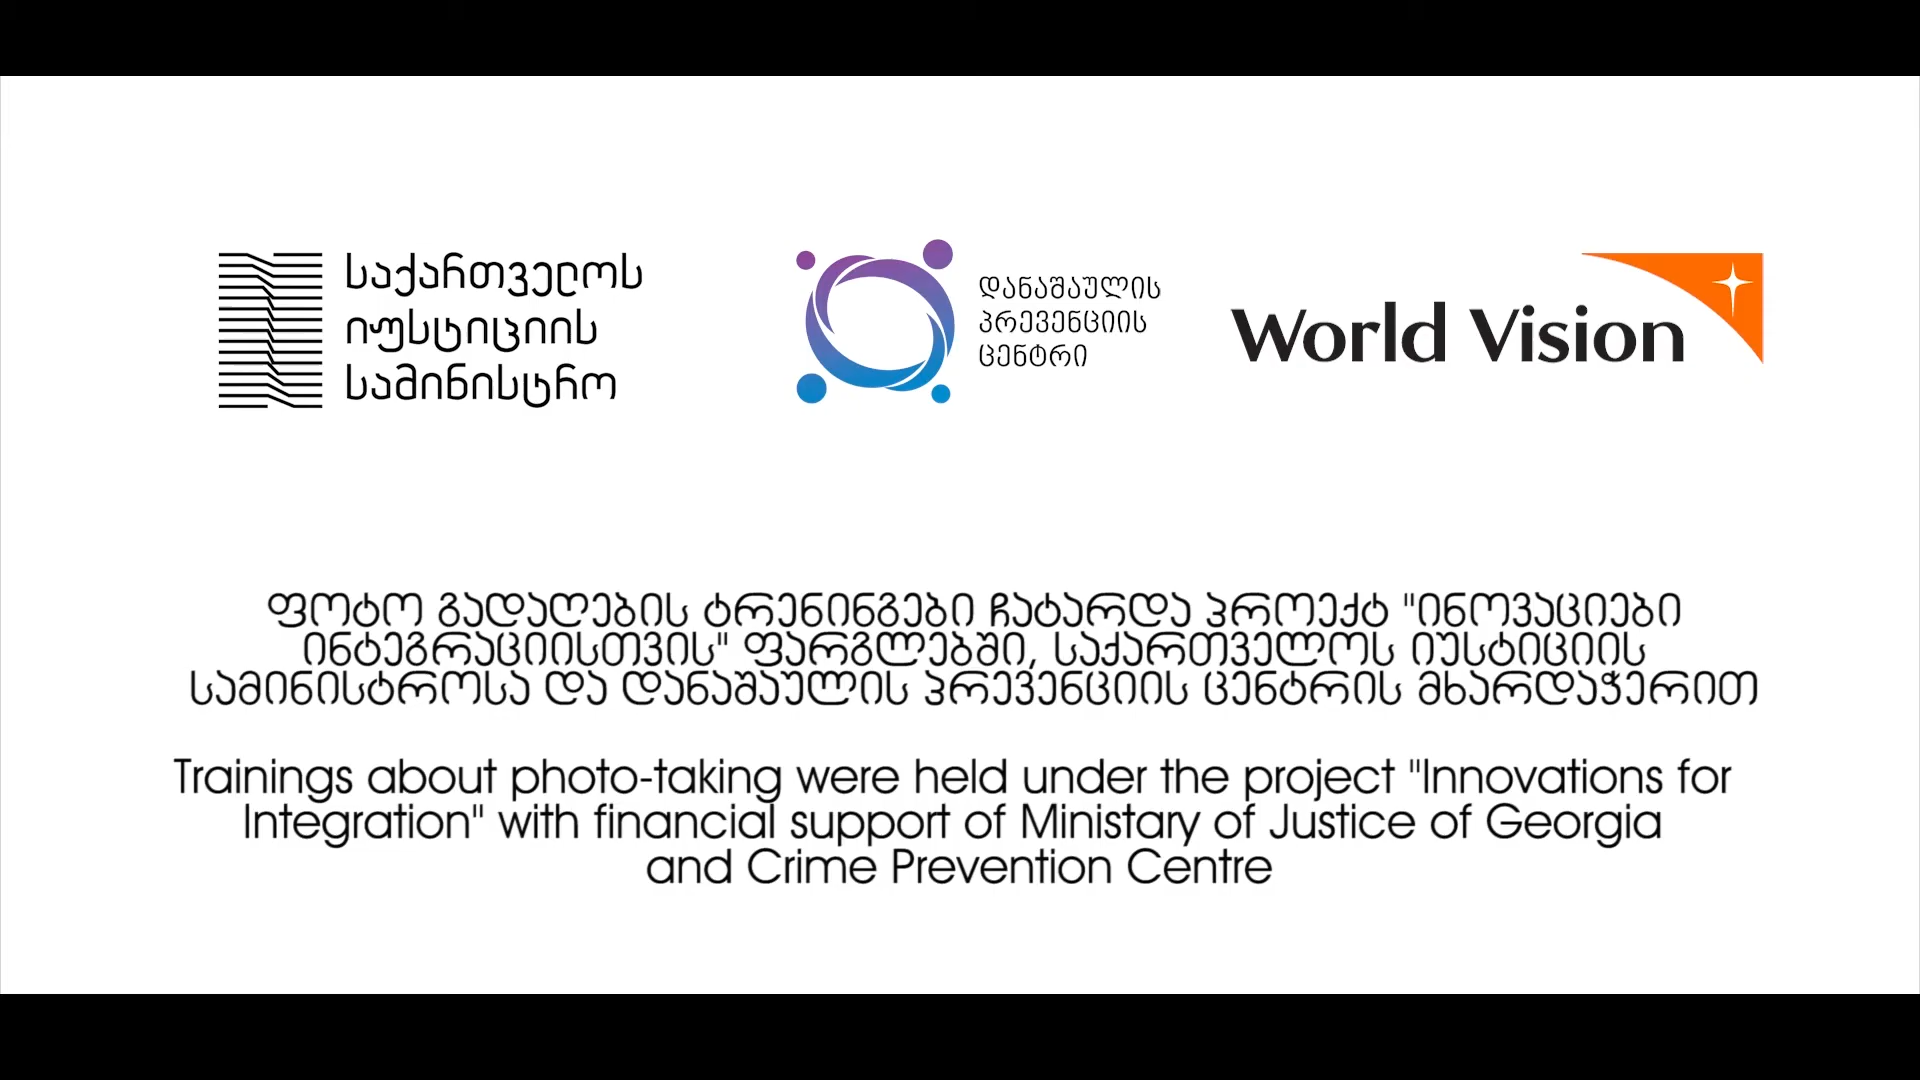 საქართველოს
იუსტიციის
სამინისტრო
დანაშაულის
პრევენციის
ცენტრი
World Vision
ფოტო გადაღების ტრენინგები ჩატარდა პროექტ "ინოვაციები
ინტეგრაციისთვის" ფარგლებში, საქართველოს იუსტიციის
სამინისტროსა და დანაშაულის პრევენციის ცენტრის მხარდაჭერით
Trainings about photo-taking were held under the project "Innovations for
Integration" with financial support of Ministary of Justice of Georgia
and Crime Prevention Centre